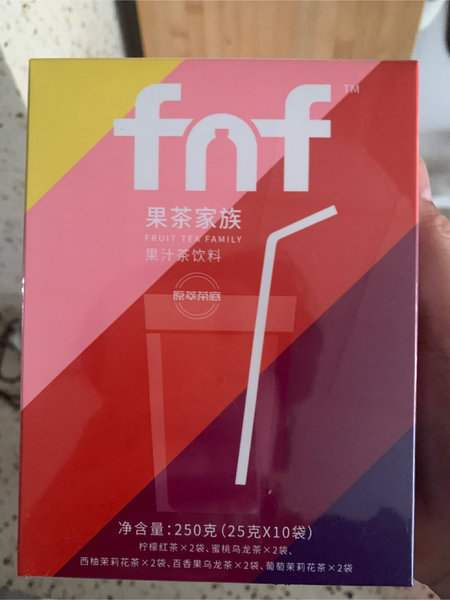 fnf TM
果茶家族
FRUIT TEA FAMILY
果汁茶饮料
原萃茶底
净含量:250克(25克X10袋)
柠檬红茶×2袋、蜜桃乌龙茶×2袋、
西柚茉莉花茶×2袋、百香果乌龙茶×2袋、葡萄茉莉花茶×2袋